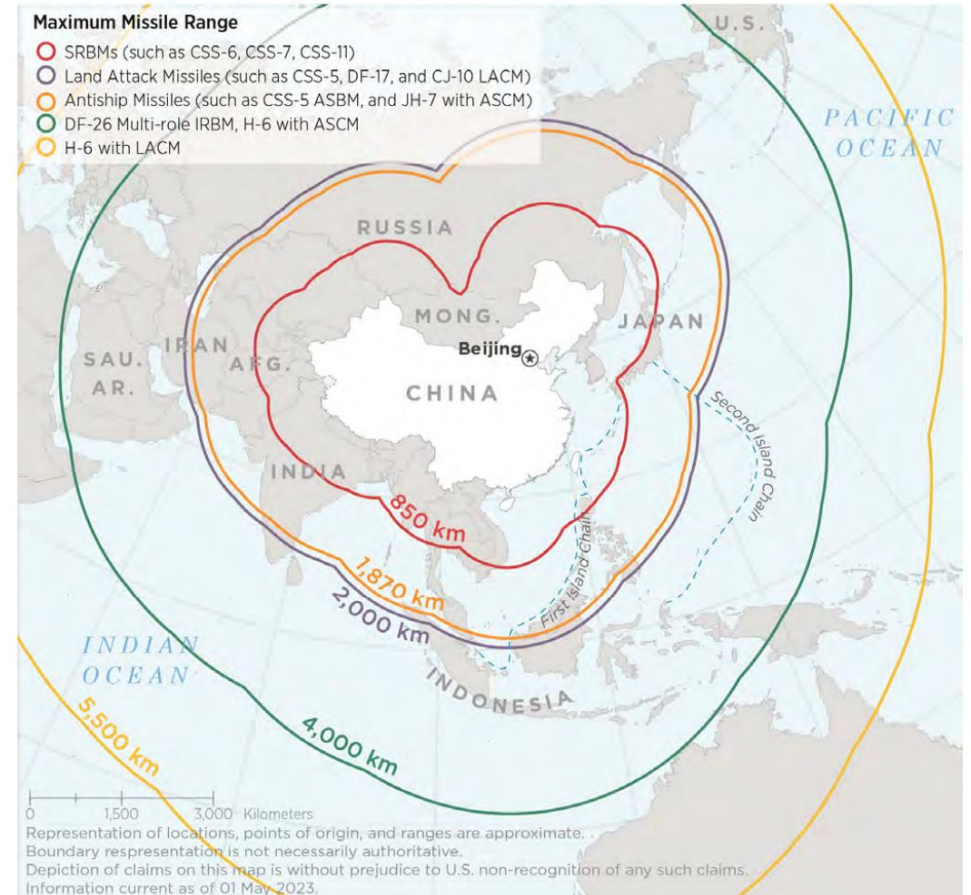 Maximum Missile Range
SRBMs (such as CSS-6, CSS-7, CSS-11)
Land Attack Missiles (such as CSS-5, DF-17, and CJ-10 LACM)
Antiship Missiles (such as CSS-5 ASBM, and JH-7 with ASCM)
DF-26 Multi-role IRBM, H-6 with ASCM
H-6 with LACM
U.S.
PACIFIC
OCEAN
RUSSIA
MONG.
JAPAN
Beijing
SAU.
AR.
IRAN
AFG.
CHINA
INDIA
Second Island Chain
First Island Chain
850 km
1,870 km
2,000 km
INDIAN
OCEAN
INDONESIA
4,000 km
5,500 km
0 1,500 3,000 Kilometers
Representation of locations, points of origin, and ranges are approximate.
Boundary respresentation is not necessarily authoritative.
Depiction of claims on this map is without prejudice to U.S. non-recognition of any such claims.
Information current as of 01 May 2023.